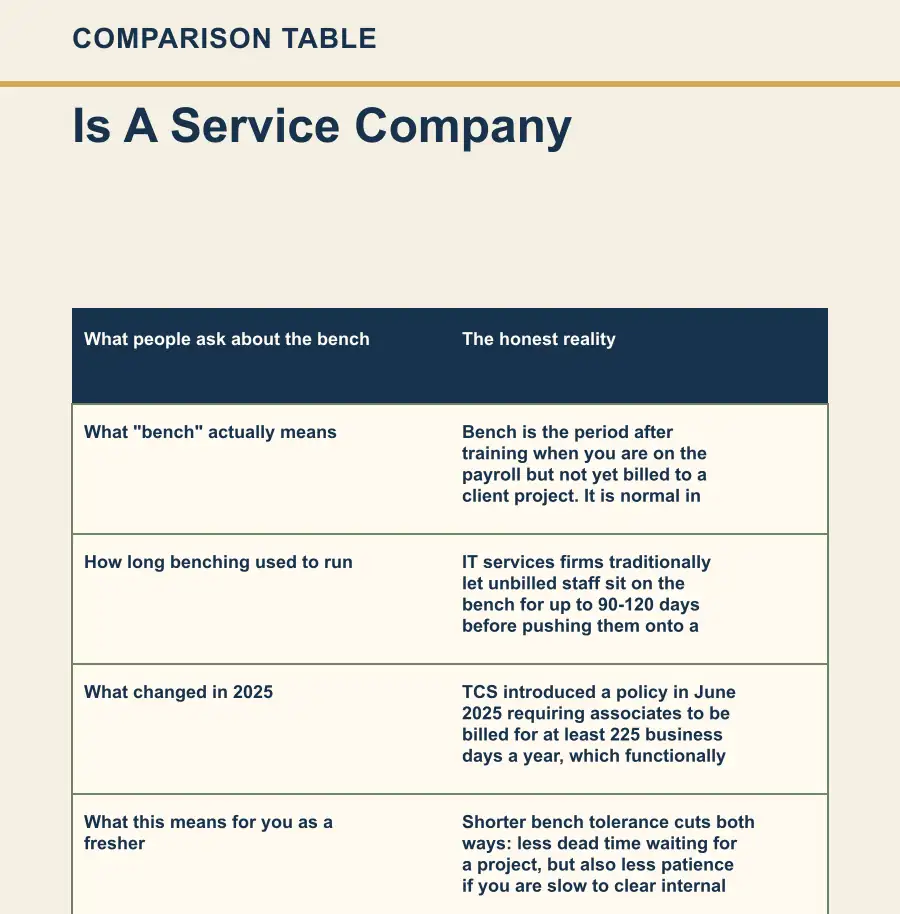 COMPARISON TABLE
Is A Service Company
What people ask about the bench
The honest reality
What "bench" actually means
Bench is the period after
training when you are on the
payroll but not yet billed to a
client project. It is normal in
How long benching used to run
IT services firms traditionally
let unbilled staff sit on the
bench for up to 90-120 days
before pushing them onto a
What changed in 2025
TCS introduced a policy in June
2025 requiring associates to be
billed for at least 225 business
days a year, which functionally
What this means for you as a
fresher
Shorter bench tolerance cuts both
ways: less dead time waiting for
a project, but also less patience
if you are slow to clear internal